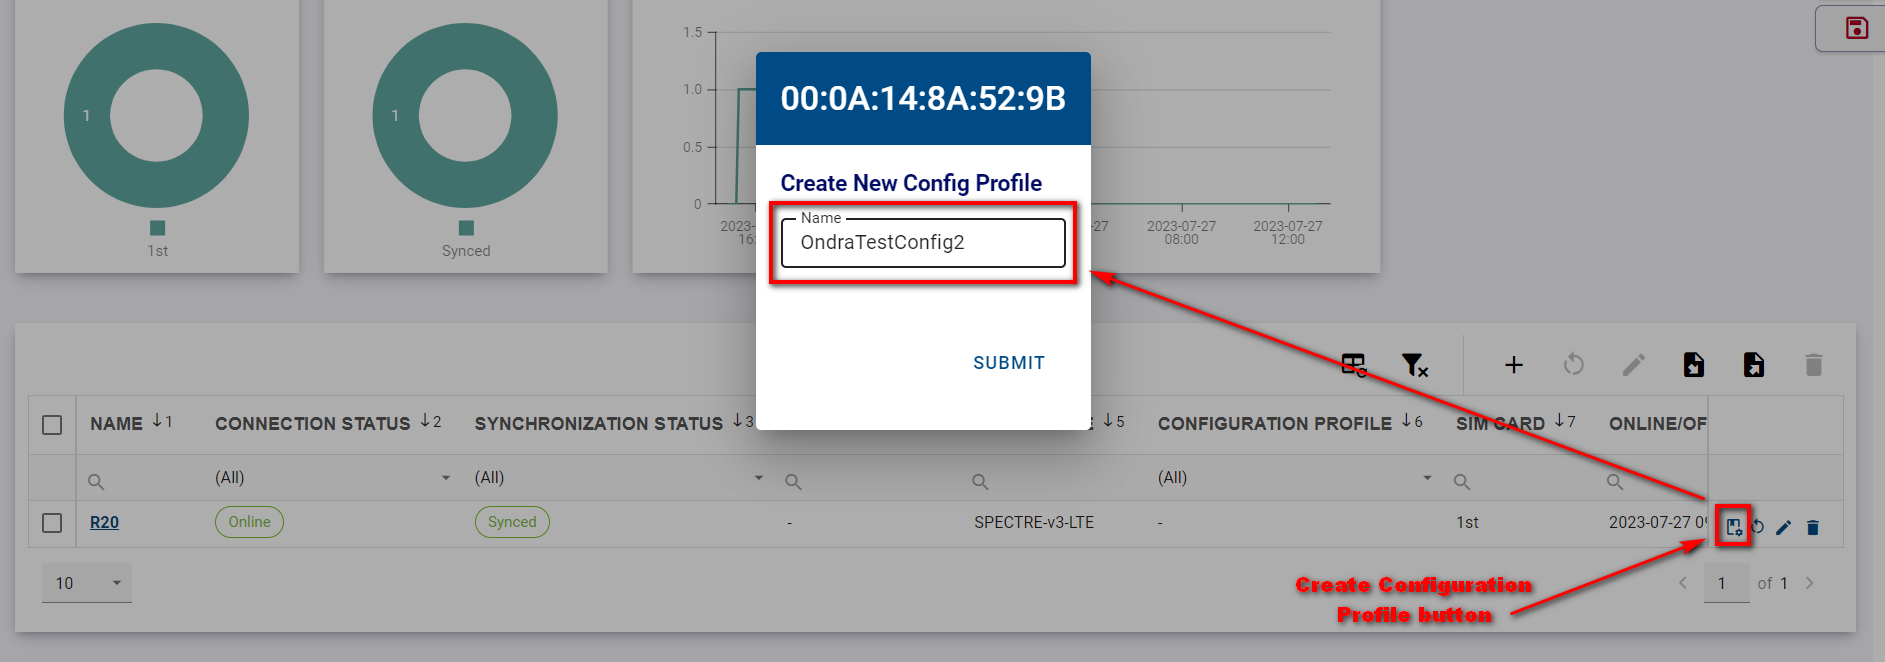 1
1st
1
Synced
1.5
1.0
0.5
0
2023-
16:
-27
2023-07-27
08:00
2023-07-27
12:00
00:0A:14:8A:52:9B
Create New Config Profile
Name
OndraTestConfig2
SUBMIT
NAME 1
CONNECTION STATUS 2
SYNCHRONIZATION STATUS 3
5
CONFIGURATION PROFILE 6
SIM CARD 7
ONLINE/OF
(All)
(All)
(All)
R20
Online
Synced
-
SPECTRE-v3-LTE
-
1st
2023-07-27 09
10
1 of 1
Create Configuration
Profile button